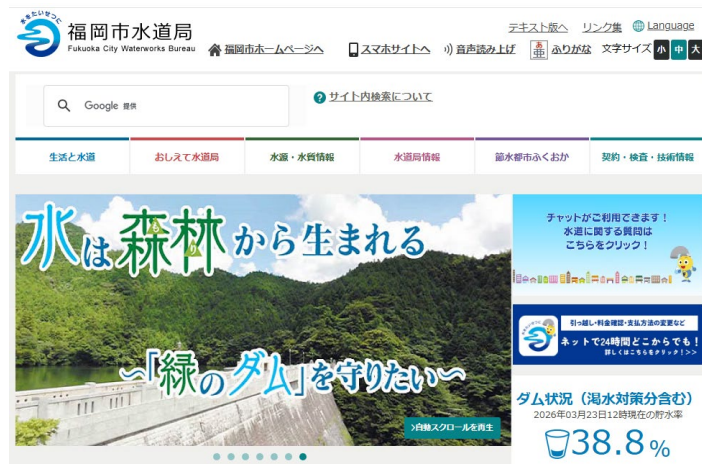 水をたいせつに
福岡市水道局
Fukuoka City Waterworks Bureau
福岡市ホームページへ
スマホサイトへ
音声読み上げ
テキスト版へ
リンク集
Language
あ
亜
ふりがな
文字サイズ
小
中
大
Google 提供
サイト内検索について
生活と水道
おしえて水道局
水源・水質情報
水道局情報
節水都市ふくおか
契約・検査・技術情報
水は森林から生まれる
もり
〜「緑のダム」を守りたい〜
>自動スクロールを再生
チャットがご利用できます！
水道に関する質問は
こちらをクリック！
引っ越し・料金確認・支払方法の変更など
ネットで24時間どこからでも！
詳しくはこちらをクリック！>>
ダム状況（渇水対策分含む）
2026年03月23日12時現在の貯水率
38.8%